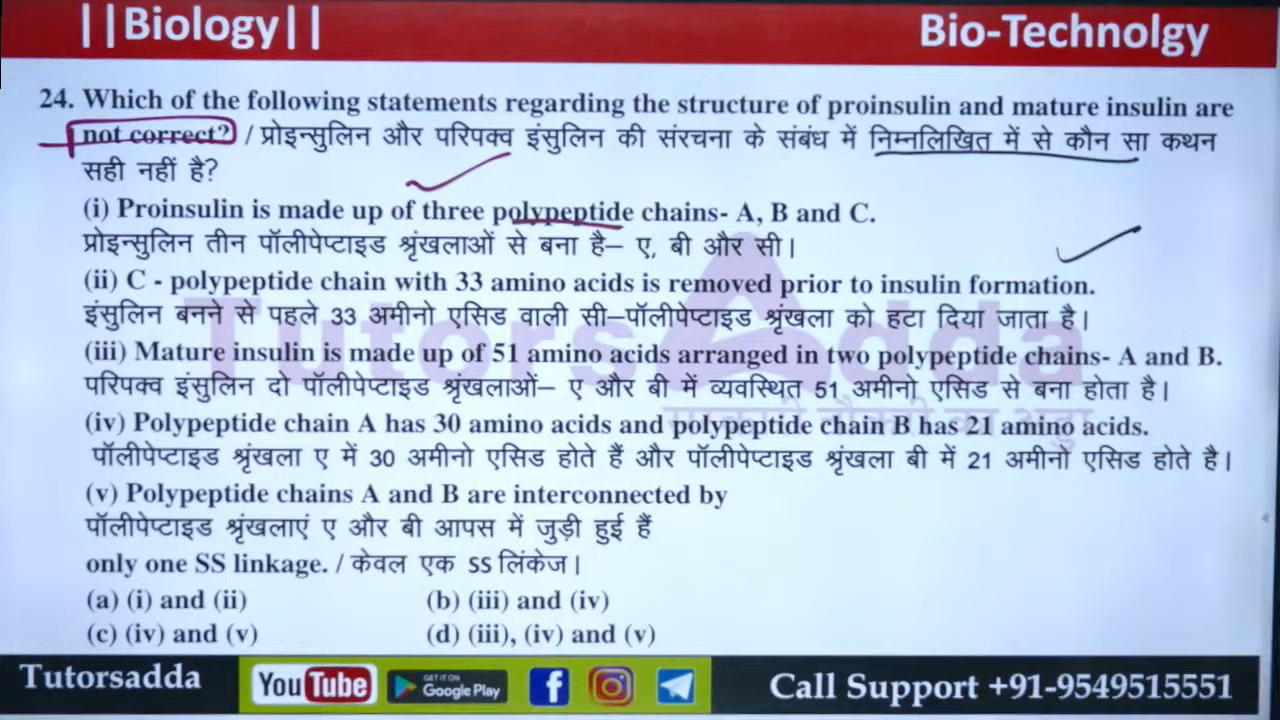 ||Biology||
Bio-Technolgy
24. Which of the following statements regarding the structure of proinsulin and mature insulin are
not correct? / प्रोइन्सुलिन और परिपक्व इंसुलिन की संरचना के संबंध में निम्नलिखित में से कौन सा कथन
सही नहीं है?
(i) Proinsulin is made up of three polypeptide chains- A, B and C.
प्रोइन्सुलिन तीन पॉलीपेप्टाइड श्रृंखलाओं से बना है– ए, बी और सी।
(ii) C - polypeptide chain with 33 amino acids is removed prior to insulin formation.
इंसुलिन बनने से पहले 33 अमीनो एसिड वाली सी–पॉलीपेप्टाइड श्रृंखला को हटा दिया जाता है।
(iii) Mature insulin is made up of 51 amino acids arranged in two polypeptide chains- A and B.
परिपक्व इंसुलिन दो पॉलीपेप्टाइड श्रृंखलाओं– ए और बी में व्यवस्थित 51 अमीनो एसिड से बना होता है।
(iv) Polypeptide chain A has 30 amino acids and polypeptide chain B has 21 amino acids.
पॉलीपेप्टाइड श्रृंखला ए में 30 अमीनो एसिड होते हैं और पॉलीपेप्टाइड श्रृंखला बी में 21 अमीनो एसिड होते है।
(v) Polypeptide chains A and B are interconnected by
पॉलीपेप्टाइड श्रृंखलाएं ए और बी आपस में जुड़ी हुई हैं
only one SS linkage. / केवल एक SS लिंकेज।
(a) (i) and (ii)
(b) (iii) and (iv)
(c) (iv) and (v)
(d) (iii), (iv) and (v)
TutorsAdda
Tutorsadda
YouTube
GET IT ON
Google Play
Call Support +91-9549515551